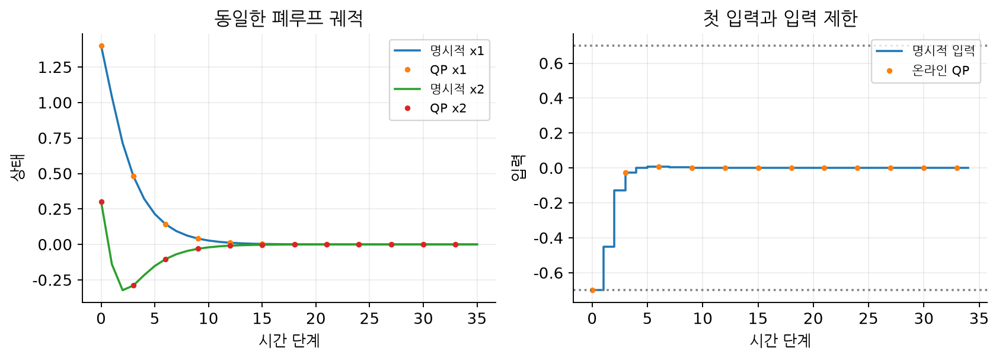 동일한 폐루프 궤적
명시적 x1
QP x1
명시적 x2
QP x2
1.25
1.00
0.75
0.50
0.25
0.00
-0.25
상태
0 5 10 15 20 25 30 35
시간 단계
첫 입력과 입력 제한
명시적 입력
온라인 QP
0.6
0.4
0.2
0.0
-0.2
-0.4
-0.6
입력
0 5 10 15 20 25 30 35
시간 단계